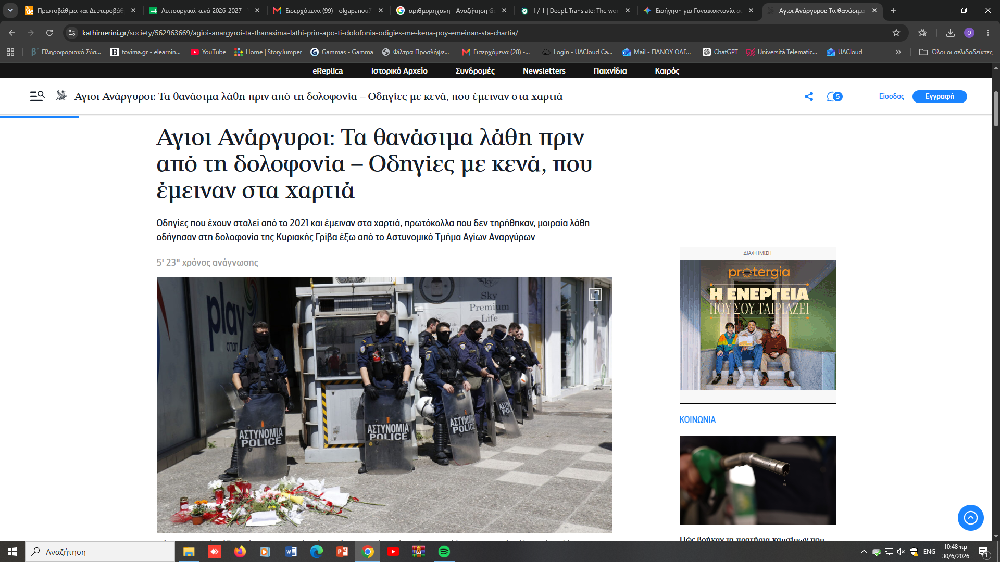 Πρωτοβάθμια και Δευτεροβάθ
Λειτουργικά κενά 2026-2027 -
Εισερχόμενα (99) - olgapanou7
αριθμομηχανη - Αναζήτηση Go
1 / 1 | DeepL Translate: The wor
Εισήγηση για Γυναικοκτονία σε
Αγιοι Ανάργυροι: Τα θανάσιμα
kathimerini.gr/society/562963669/agioi-anargyroi-ta-thanasima-lathi-prin-apo-ti-dolofonia-odigies-me-kena-poy-emeinan-sta-chartia/
O
Πληροφοριακό Σύσ...
tovima.gr - elearnin...
YouTube
Home | StoryJumper
Gammas - Gamma
Φίλτρα Προσλήψε...
Εισερχόμενα (28) -...
Login - UACloud Ca...
Mail - ΠΑΝΟΥ ΟΛΓ...
ChatGPT
Università Telematic...
UACloud
Όλοι οι σελιδοδείκτες
eReplica
Ιστορικό Αρχείο
Συνδρομές
Newsletters
Παιχνίδια
Καιρός
Αγιοι Ανάργυροι: Τα θανάσιμα λάθη πριν από τη δολοφονία – Οδηγίες με κενά, που έμειναν στα χαρτιά
5
Είσοδος
Εγγραφή
Αγιοι Ανάργυροι: Τα θανάσιμα λάθη πριν
από τη δολοφονία – Οδηγίες με κενά, που
έμειναν στα χαρτιά
Οδηγίες που έχουν σταλεί από το 2021 και έμειναν στα χαρτιά, πρωτόκολλα που δεν τηρήθηκαν, μοιραία λάθη
οδήγησαν στη δολοφονία της Κυριακής Γρίβα έξω από το Αστυνομικό Τμήμα Αγίων Αναργύρων
5' 23" χρόνος ανάγνωσης
play
οπαπ
Sky
Sky
Premium
Life
ΑΣΤΥΝΟΜΙΑ
POLICE
ΑΣΤΥΝΟΜΙΑ
POLICE
ΑΣΤΥΝΟΜΙΑ
POLICE
ΔΙΑΦΗΜΙΣΗ
protergia
Η ΕΝΕΡΓΕΙΑ
ΠΟΥ ΣΟΥ ΤΑΙΡΙΑΖΕΙ
ΚΟΙΝΩΝΙΑ
Πώς βρήκαν τα πρατήρια καυσίμων που
Αναζήτηση
ENG
10:48 πμ
30/6/2026
1